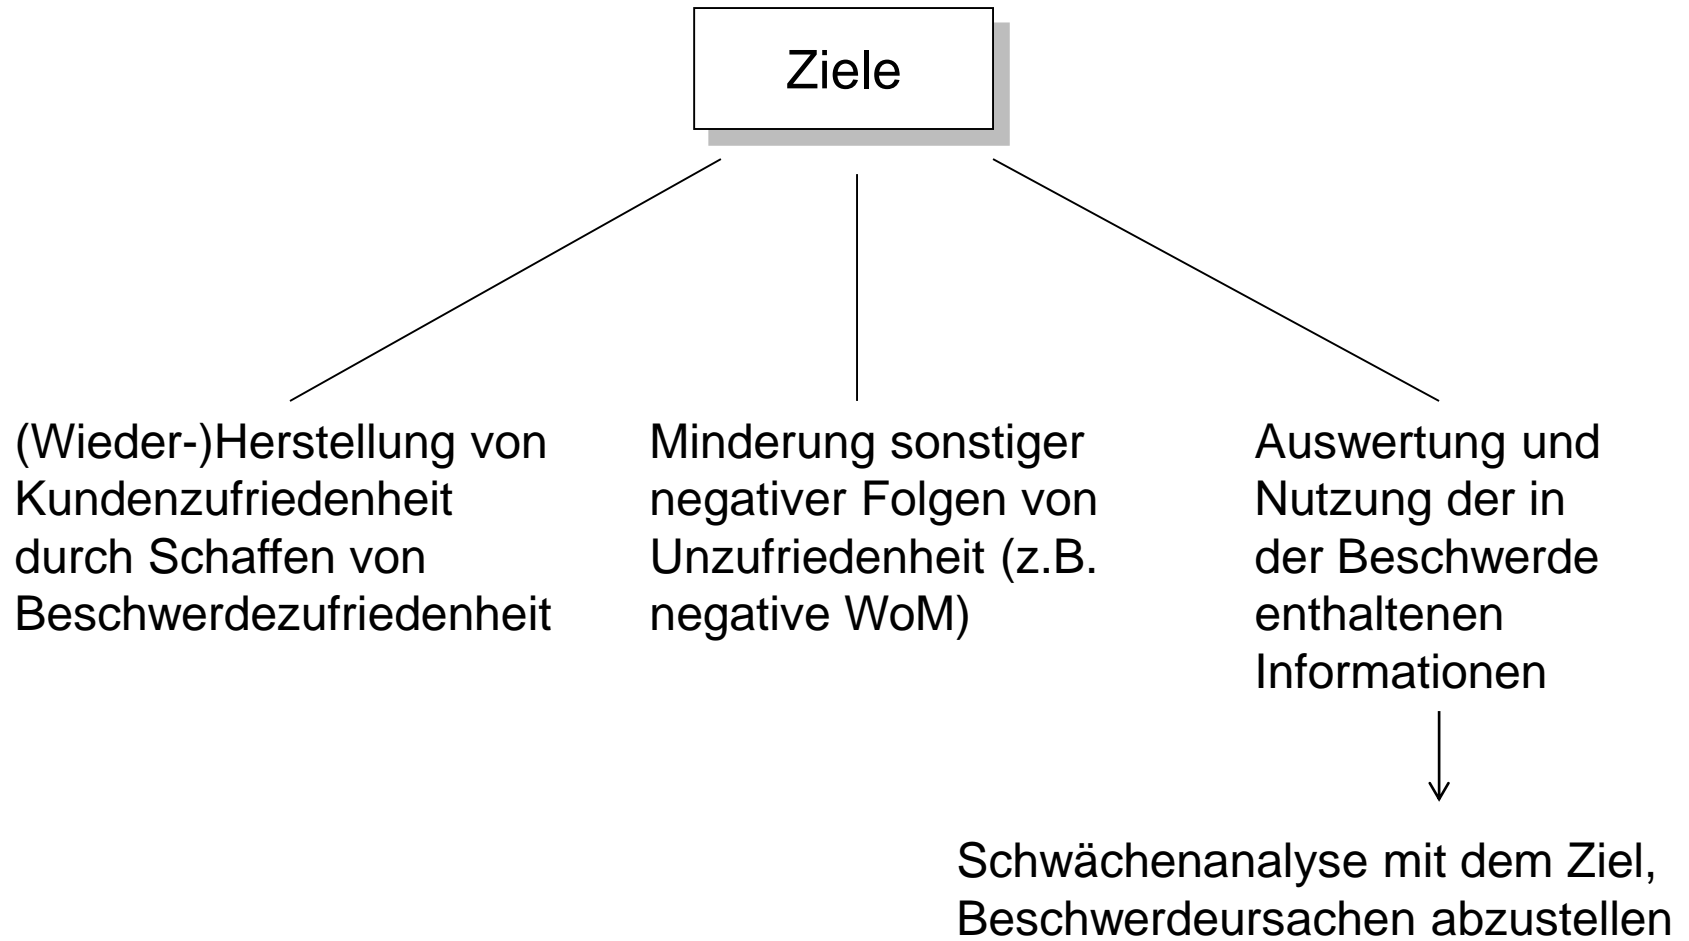 Ziele
(Wieder-)Herstellung von
Kundenzufriedenheit
durch Schaffen von
Beschwerdezufriedenheit
Minderung sonstiger
negativer Folgen von
Unzufriedenheit (z.B.
negative WoM)
Auswertung und
Nutzung der in
der Beschwerde
enthaltenen
Informationen
Schwächenanalyse mit dem Ziel,
Beschwerdeursachen abzustellen